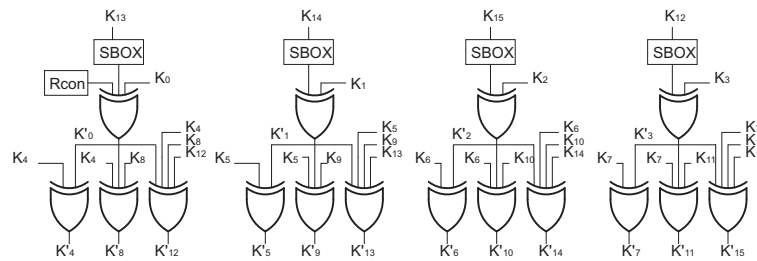 K13 K14 K15 K12
SBOX SBOX SBOX SBOX
Rcon K0 K1 K2 K3
K'0 K4 K'1 K5 K'2 K6 K'3
K8 K9 K10
K4 K4 K8 K12 K5 K5 K9 K13 K6 K6 K10 K14 K7 K7 K11
K'4 K'8 K'12 K'5 K'9 K'13 K'6 K'10 K'14 K'7 K'11 K'15